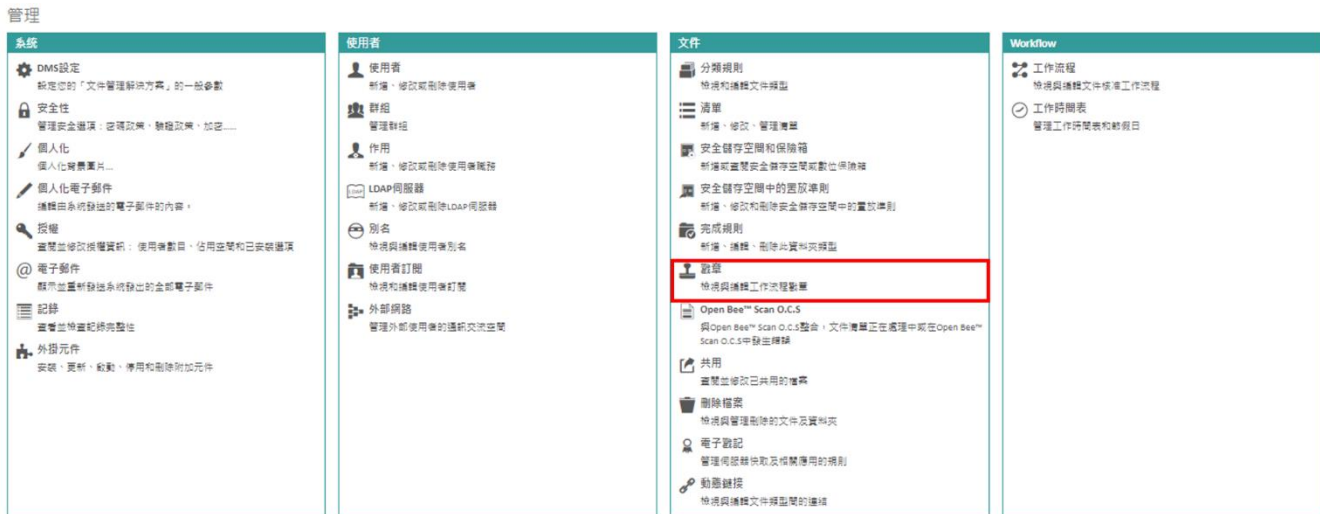 管理
系統
DMS設定
設定您的「文件管理解決方案」的一般參數
安全性
管理安全選項：密碼政策、驗證政策、加密......
個人化
個人化背景圖片...
個人化電子郵件
編輯由系統發送的電子郵件的內容。
授權
查閱並修改授權資訊： 使用者數目、佔用空間和已安裝選項
電子郵件
顯示並重新發送系統發出的全部電子郵件
記錄
查看並檢查記錄完整性
外掛元件
安裝、更新、啟動、停用和刪除附加元件
使用者
使用者
新增、修改或刪除使用者
群組
管理群組
作用
新增、修改或刪除使用者職務
LDAP伺服器
新增、修改或刪除LDAP伺服器
別名
檢視與編輯使用者別名
使用者訂閱
檢視和編輯使用者訂閱
外部網路
管理外部使用者的通訊交流空間
文件
分類規則
檢視和編輯文件類型
清單
新增、修改、管理清單
安全儲存空間和保險箱
新增或查閱安全儲存空間或數位保險箱
安全儲存空間中的置放準則
新增、修改和刪除安全儲存空間中的置放準則
完成規則
新增、編輯、刪除此資料夾類型
戳章
檢視與編輯工作流程戳章
Open Bee™ Scan O.C.S
與Open Bee™ Scan O.C.S整合，文件清單正在處理中或在Open Bee™
Scan O.C.S中發生錯誤
共用
查閱並修改已共用的檔案
刪除檔案
檢視與管理刪除的文件及資料夾
電子戳記
管理伺服器快取及相關應用的規則
動態鏈接
檢視與編輯文件類型間的連結
Workflow
工作流程
檢視與編輯文件核准工作流程
工作時間表
管理工作時間表和節假日